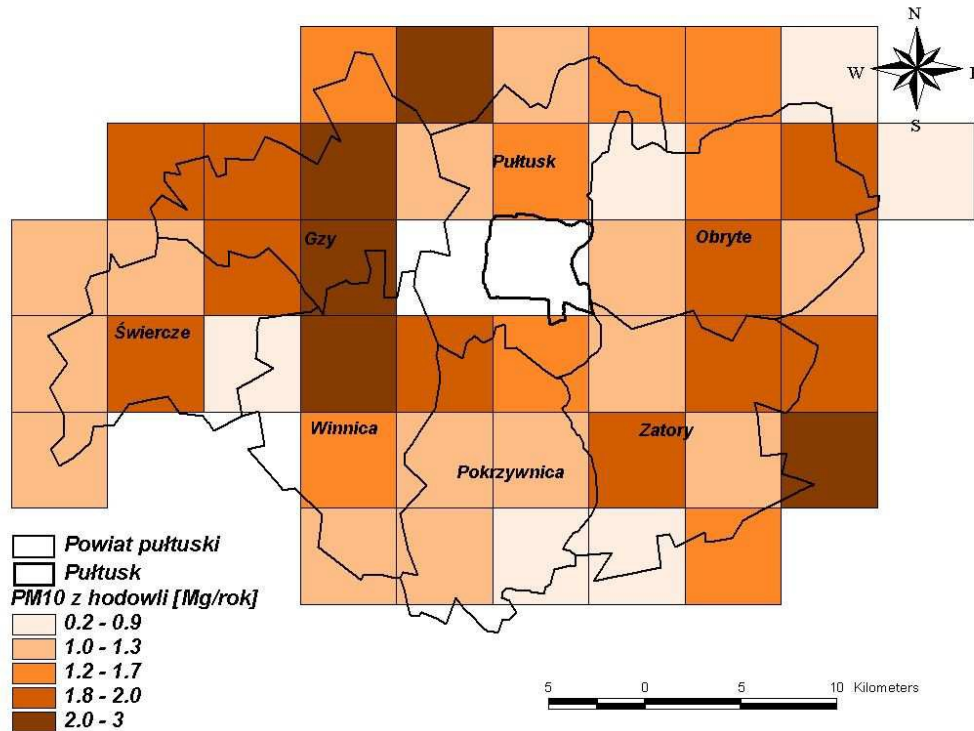 N
W
E
S
Pułtusk
Gzy
Obryte
Świercze
Winnica
Zatory
Pokrzywnica
Powiat pułtuski
Pułtusk
PM10 z hodowli [Mg/rok]
0.2 - 0.9
1.0 - 1.3
1.2 - 1.7
1.8 - 2.0
2.0 - 3
5 0 5 10 Kilometers